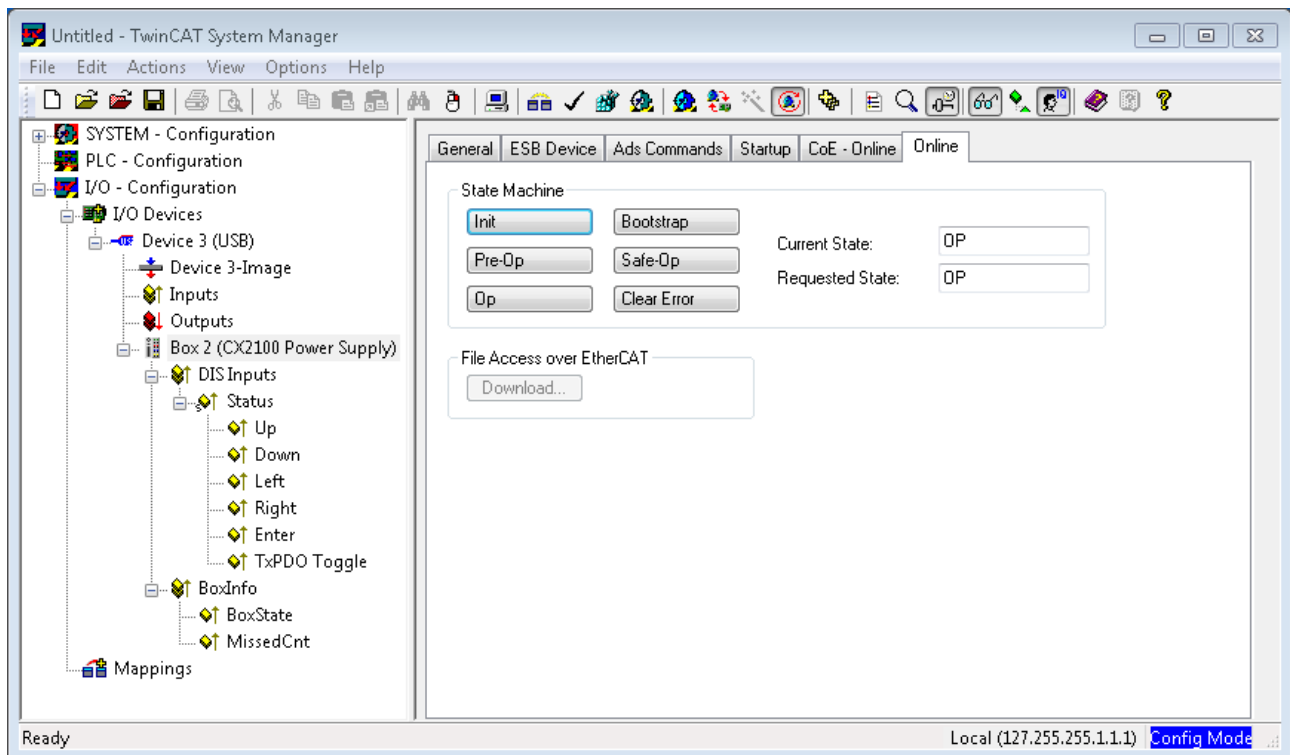 Untitled - TwinCAT System Manager
File Edit Actions View Options Help
SYSTEM - Configuration
PLC - Configuration
I/O - Configuration
I/O Devices
Device 3 (USB)
Device 3-Image
Inputs
Outputs
Box 2 (CX2100 Power Supply)
DIS Inputs
Status
Up
Down
Left
Right
Enter
TxPDO Toggle
BoxInfo
BoxState
MissedCnt
Mappings
General ESB Device Ads Commands Startup CoE - Online Online
State Machine
Init Bootstrap
Pre-Op Safe-Op
Op Clear Error
Current State: OP
Requested State: OP
File Access over EtherCAT
Download...
Ready Local (127.255.255.1.1.1) Config Mode